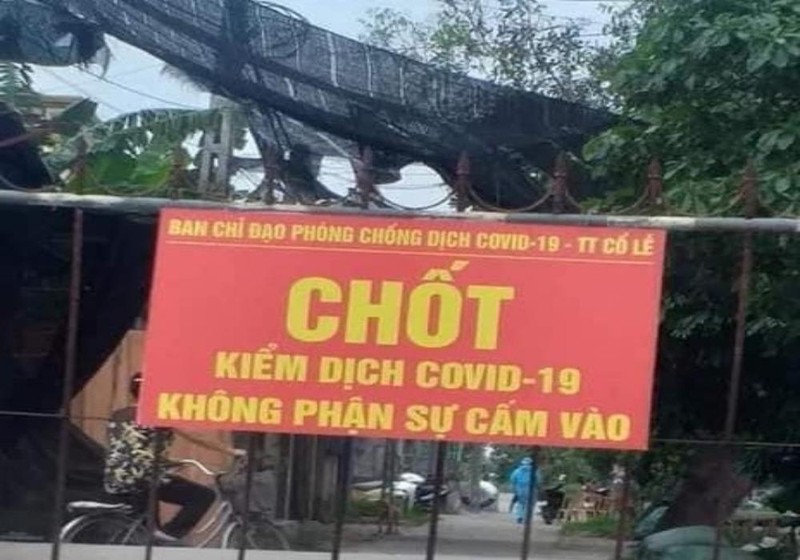 BAN CHỈ ĐẠO PHÒNG CHỐNG DỊCH COVID-19 - TT CỔ LỄ
CHỐT
KIỂM DỊCH COVID-19
KHÔNG PHẬN SỰ CẤM VÀO